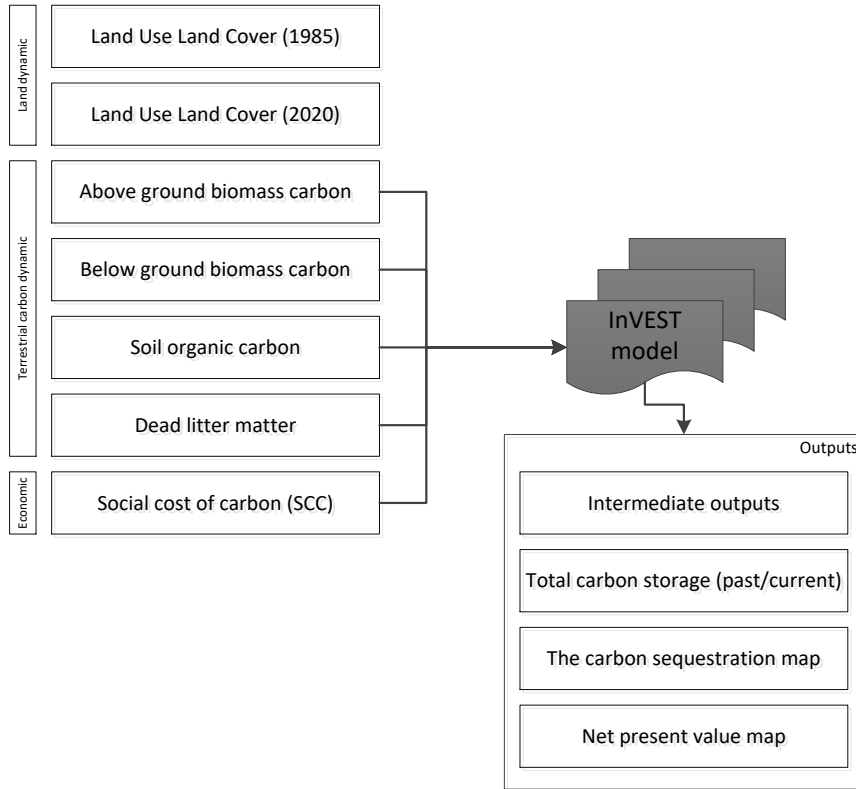 Land dynamic
Land Use Land Cover (1985)
Land Use Land Cover (2020)
Terrestrial carbon dynamic
Above ground biomass carbon
Below ground biomass carbon
Soil organic carbon
Dead litter matter
Economic
Social cost of carbon (SCC)
InVEST
model
Outputs
Intermediate outputs
Total carbon storage (past/current)
The carbon sequestration map
Net present value map